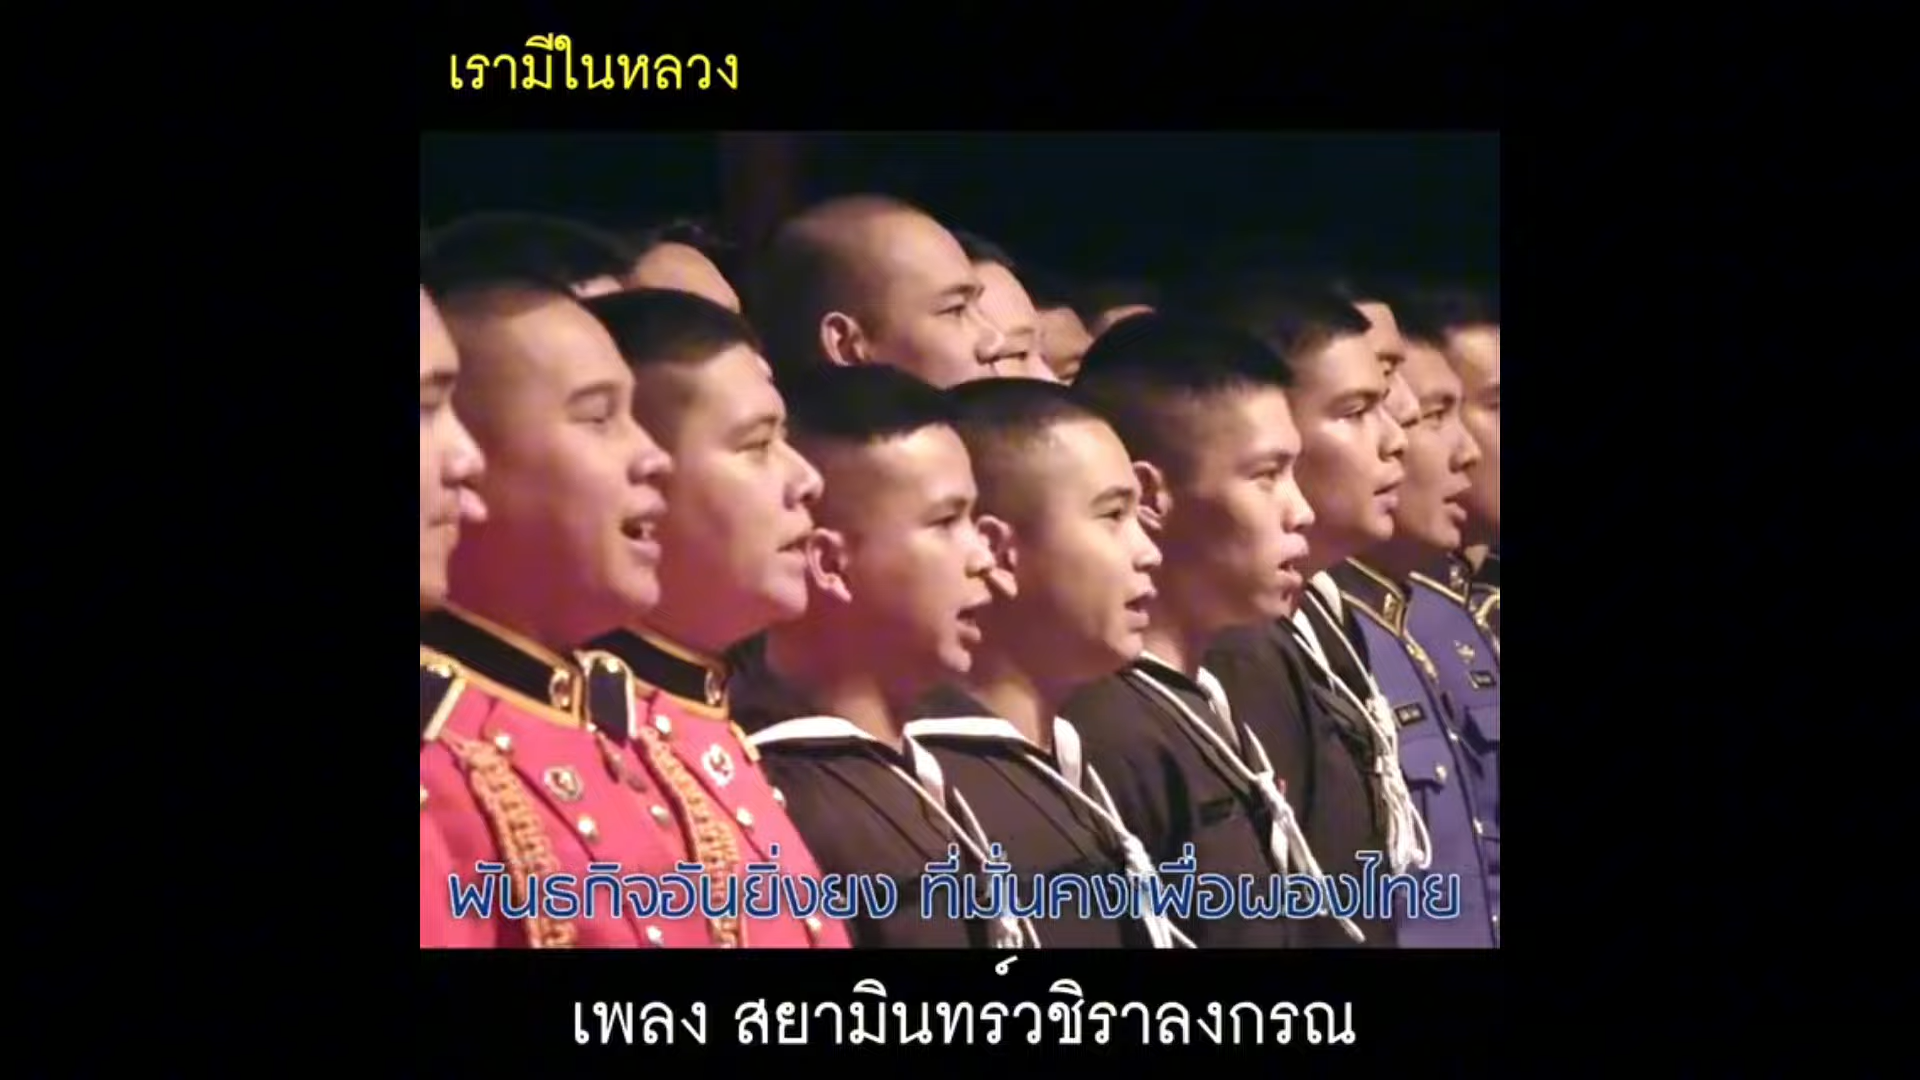 เรามีในหลวง
พันธกิจอันยิ่งยง ที่มั่นคงเพื่อผองไทย
เพลง สยามินทร์วชิราลงกรณ